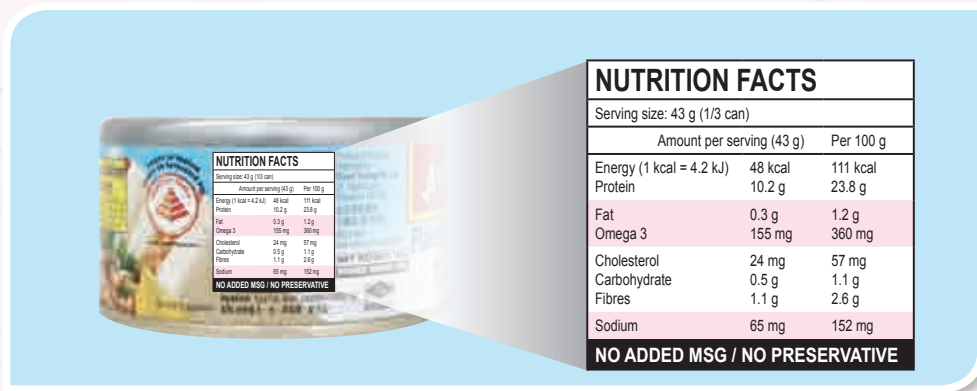 NUTRITION FACTS
Serving size: 43 g (1/3 can)
Amount per serving (43 g) Per 100 g
Energy (1 kcal = 4.2 kJ) 48 kcal 111 kcal
Protein 10.2 g 23.8 g
Fat 0.3 g 1.2 g
Omega 3 155 mg 360 mg
Cholesterol 24 mg 57 mg
Carbohydrate 0.5 g 1.1 g
Fibres 1.1 g 2.6 g
Sodium 65 mg 152 mg
NO ADDED MSG / NO PRESERVATIVE
NUTRITION FACTS
Serving size: 43 g (1/3 can)
Amount per serving (43 g) Per 100 g
Energy (1 kcal = 4.2 kJ) 48 kcal 111 kcal
Protein 10.2 g 23.8 g
Fat 0.3 g 1.2 g
Omega 3 155 mg 360 mg
Cholesterol 24 mg 57 mg
Carbohydrate 0.5 g 1.1 g
Fibres 1.1 g 2.6 g
Sodium 65 mg 152 mg
NO ADDED MSG / NO PRESERVATIVE